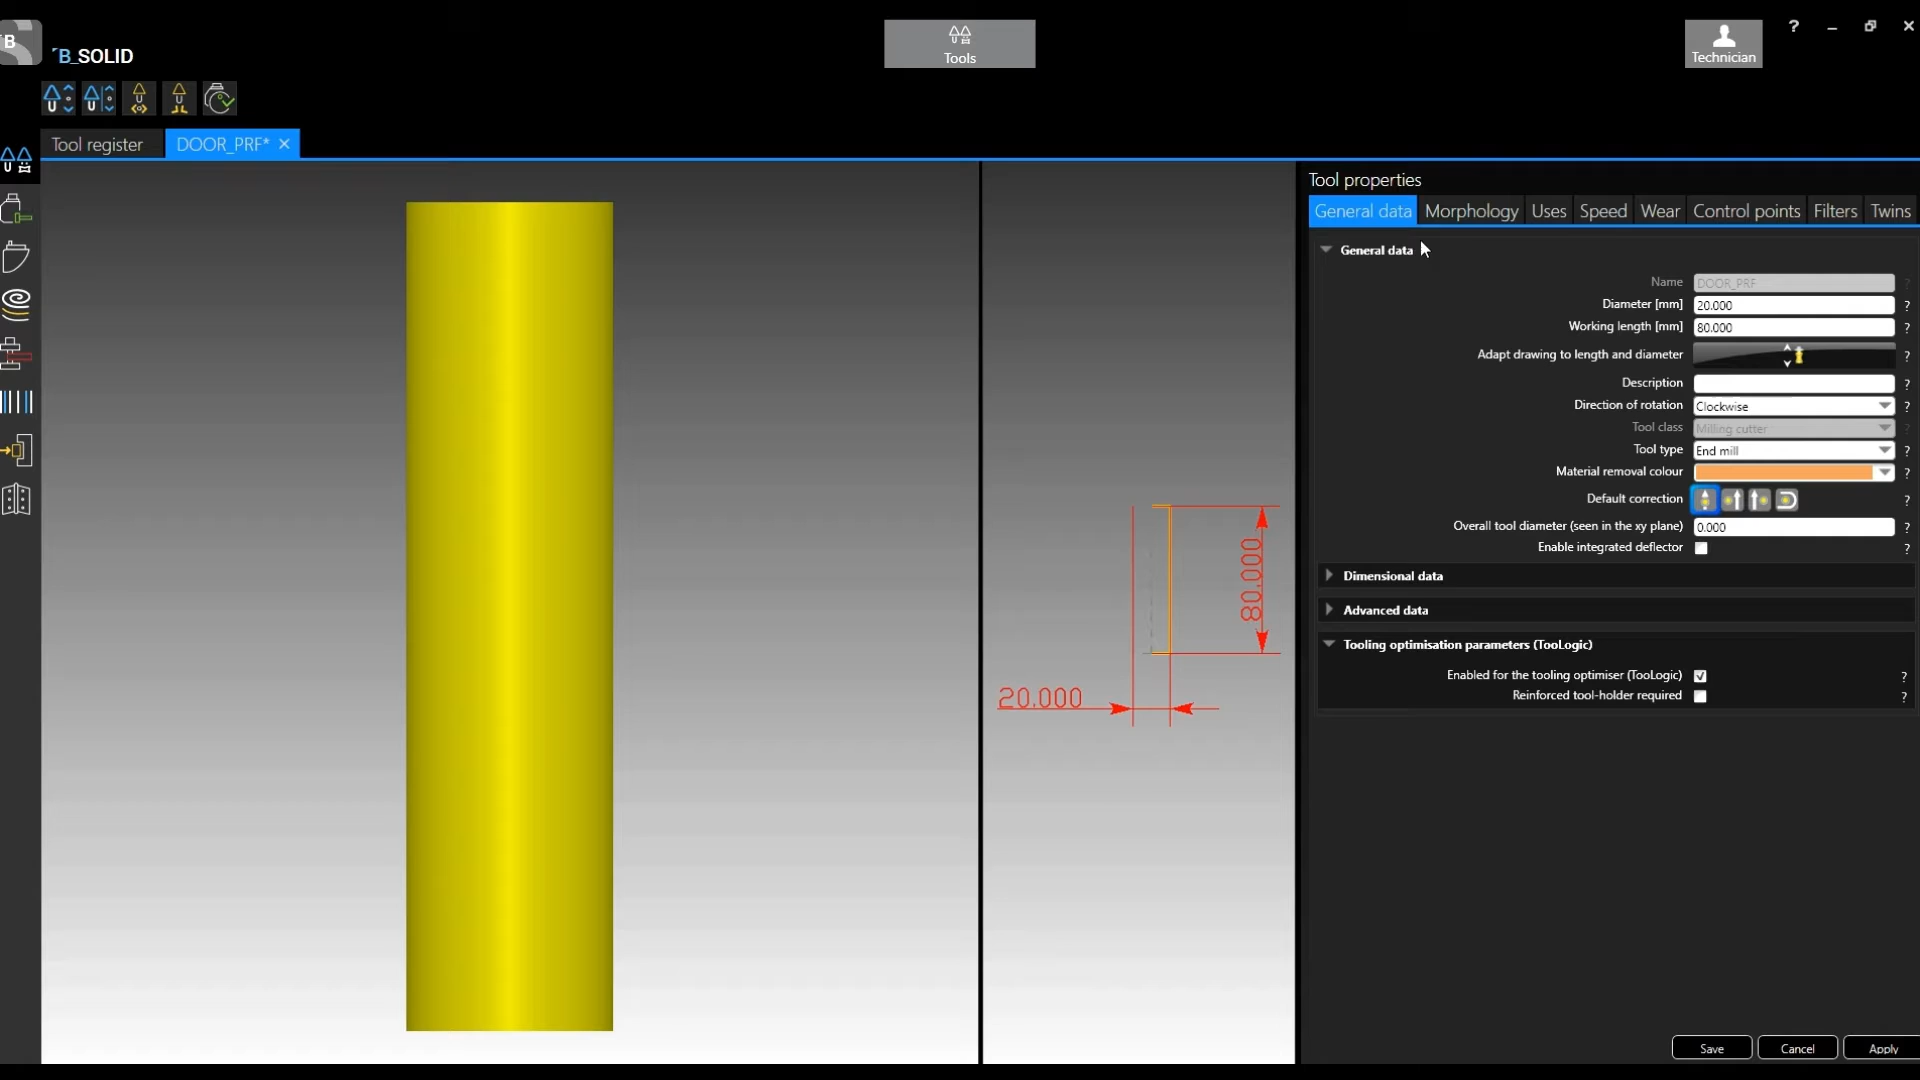 B
B_SOLID
Tools
Technician
?
Tool register
DOOR_PRF*
80.000
20.000
Tool properties
General data Morphology Uses Speed Wear Control points Filters Twins
General data
Name DOOR_PRF ?
Diameter [mm] 20.000 ?
Working length [mm] 80.000 ?
Adapt drawing to length and diameter ?
Description ?
Direction of rotation Clockwise ?
Tool class Milling cutter ?
Tool type End mill ?
Material removal colour ?
Default correction ?
Overall tool diameter (seen in the xy plane) 0.000 ?
Enable integrated deflector ?
Dimensional data
Advanced data
Tooling optimisation parameters (TooLogic)
Enabled for the tooling optimiser (TooLogic) ?
Reinforced tool-holder required ?
Save Cancel Apply